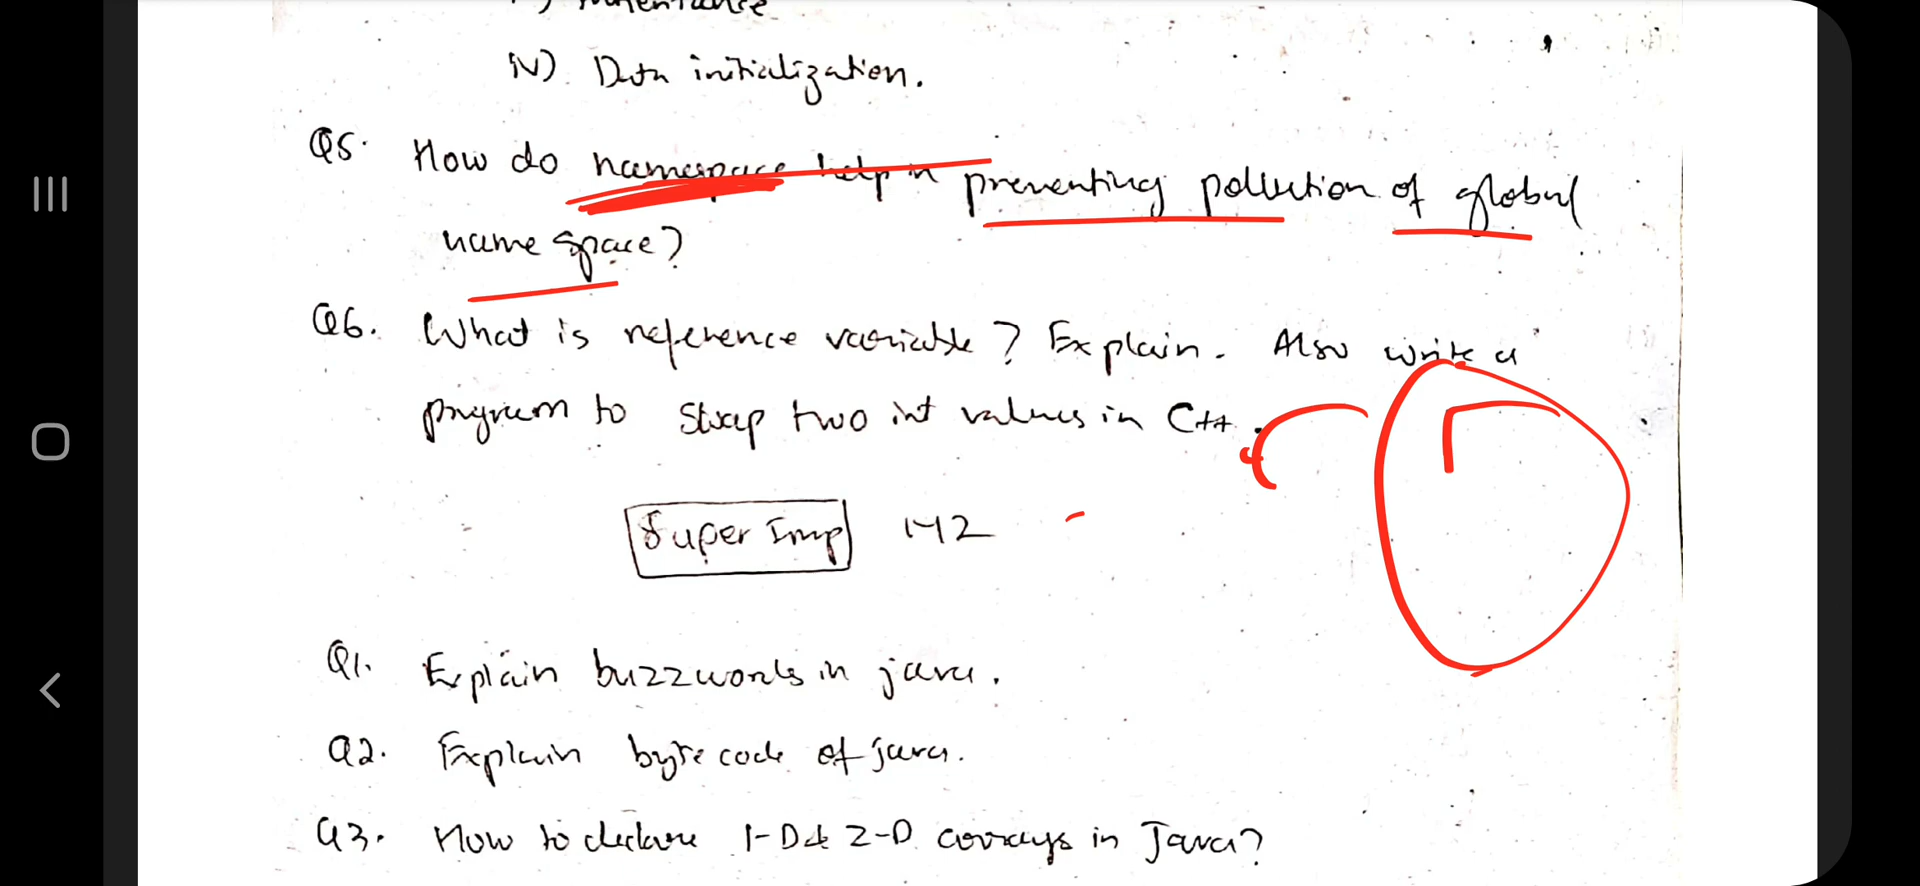 iv). Data initialization.
Q5. How do namespace help in preventing pollution of global
name space?
Q6. What is reference variable? Explain. Also write a
program to swap two int values in C++.
Super Imp M2
Q1. Explain buzzwords in java.
Q2. Explain byte code of java.
Q3. How to declare 1-D & 2-D arrays in Java?